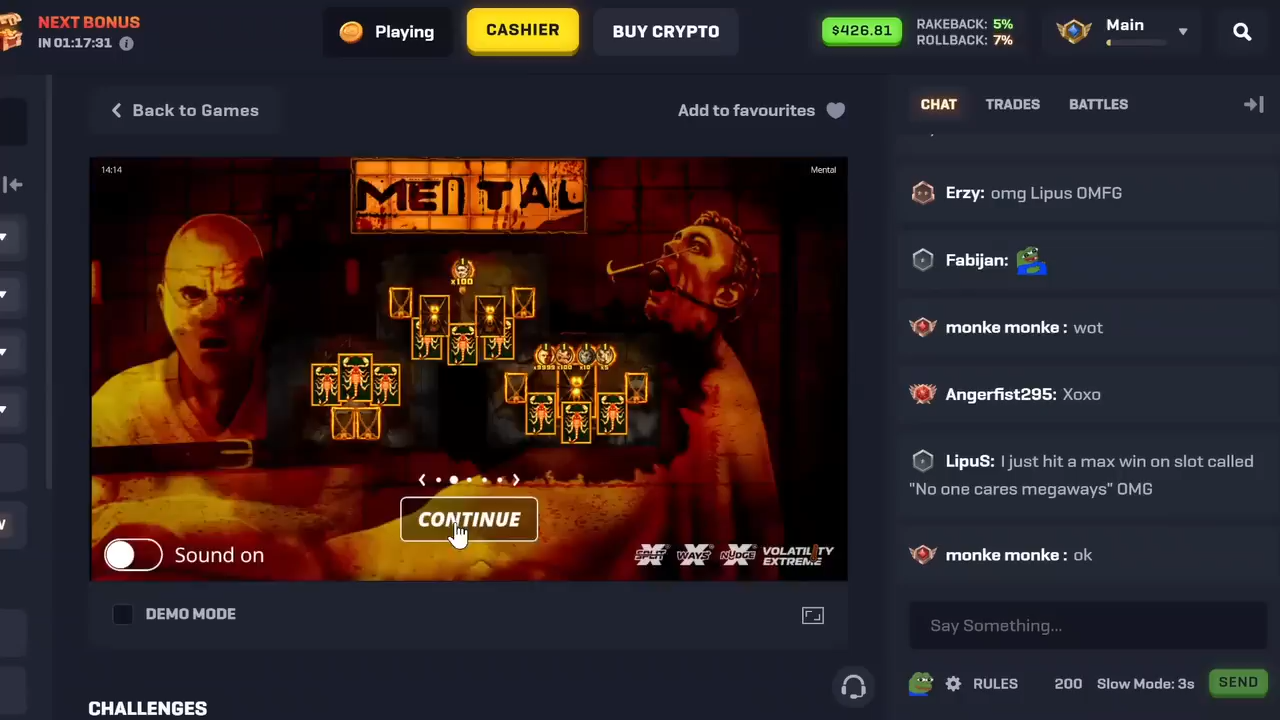 NEXT BONUS
IN 01:17:31
Playing
CASHIER
BUY CRYPTO
$426.81
RAKEBACK: 5%
ROLLBACK: 7%
Main
Back to Games
Add to favourites
14:14
Mental
MENTAL
x100
x9999 x100 x10 x5
CONTINUE
Sound on
SPLIT
WAYS
NUDGE
VOLATILITY
EXTREME
DEMO MODE
CHALLENGES
CHAT
TRADES
BATTLES
Erzy: omg Lipus OMFG
Fabijan:
monke monke : wot
Angerfist295: Xoxo
LipuS: I just hit a max win on slot called
"No one cares megaways" OMG
monke monke : ok
Say Something...
RULES
200
Slow Mode: 3s
SEND